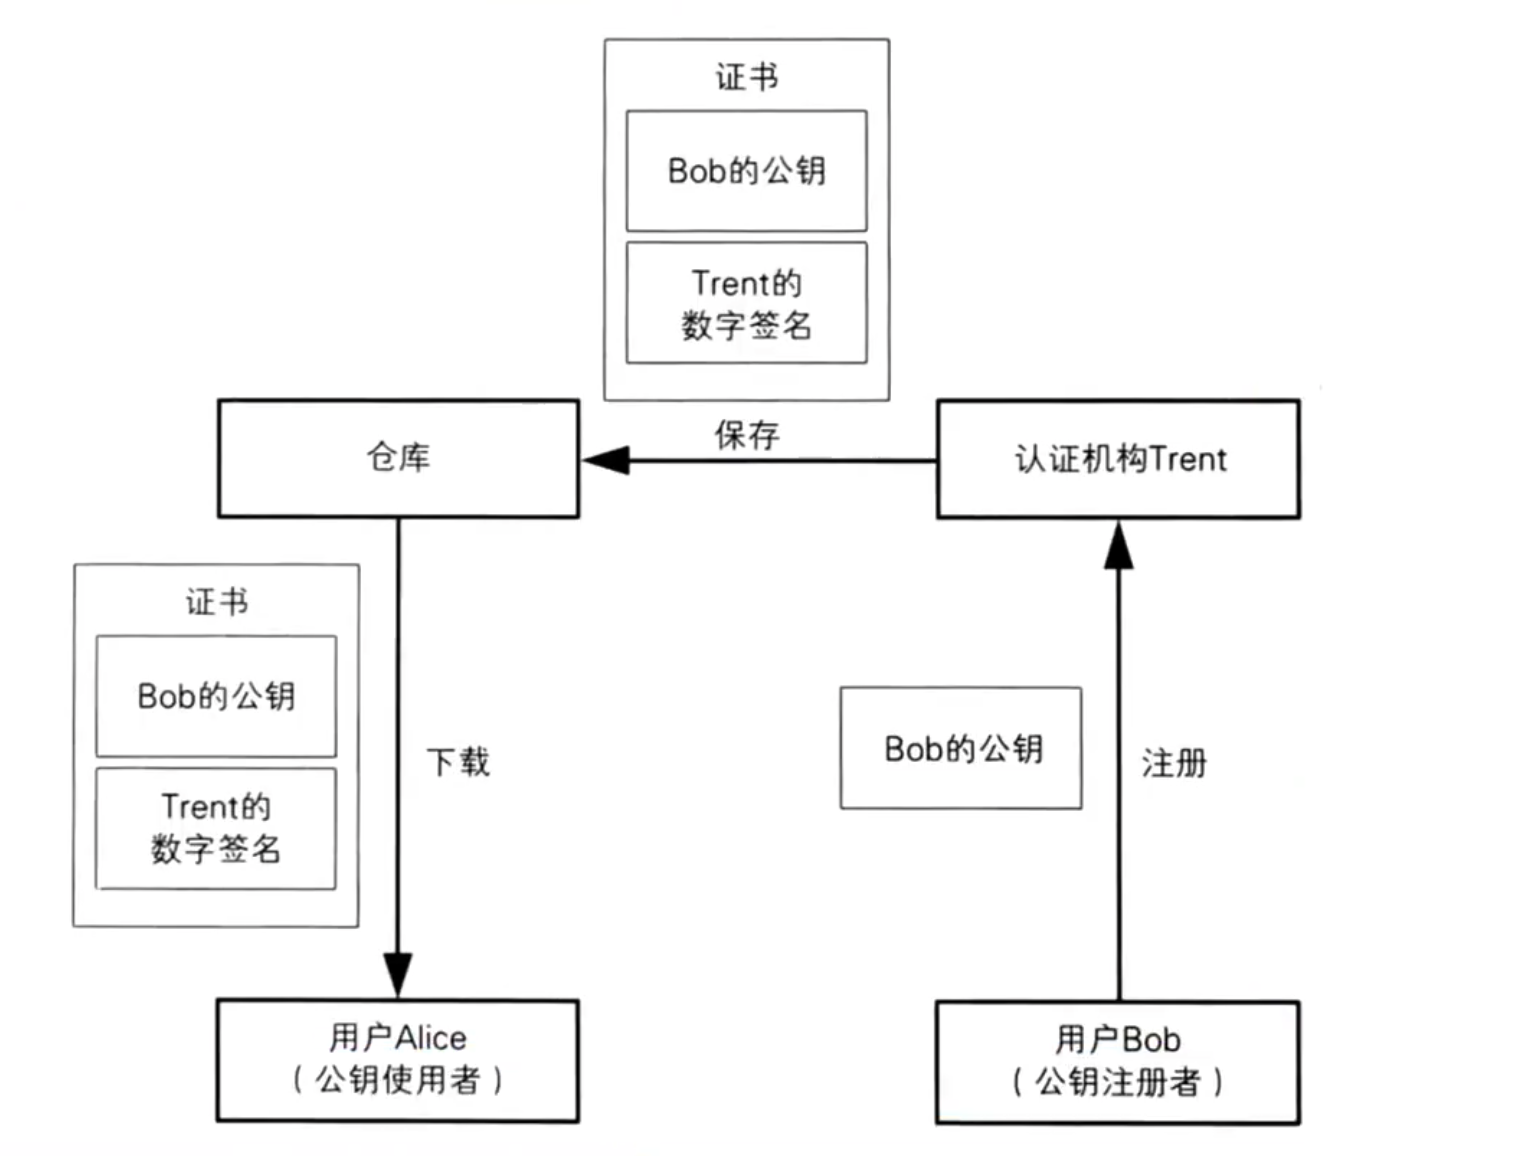 证书
Bob的公钥
Trent的
数字签名
仓库
保存
认证机构Trent
证书
Bob的公钥
Trent的
数字签名
下载
Bob的公钥
注册
用户Alice
（公钥使用者）
用户Bob
（公钥注册者）